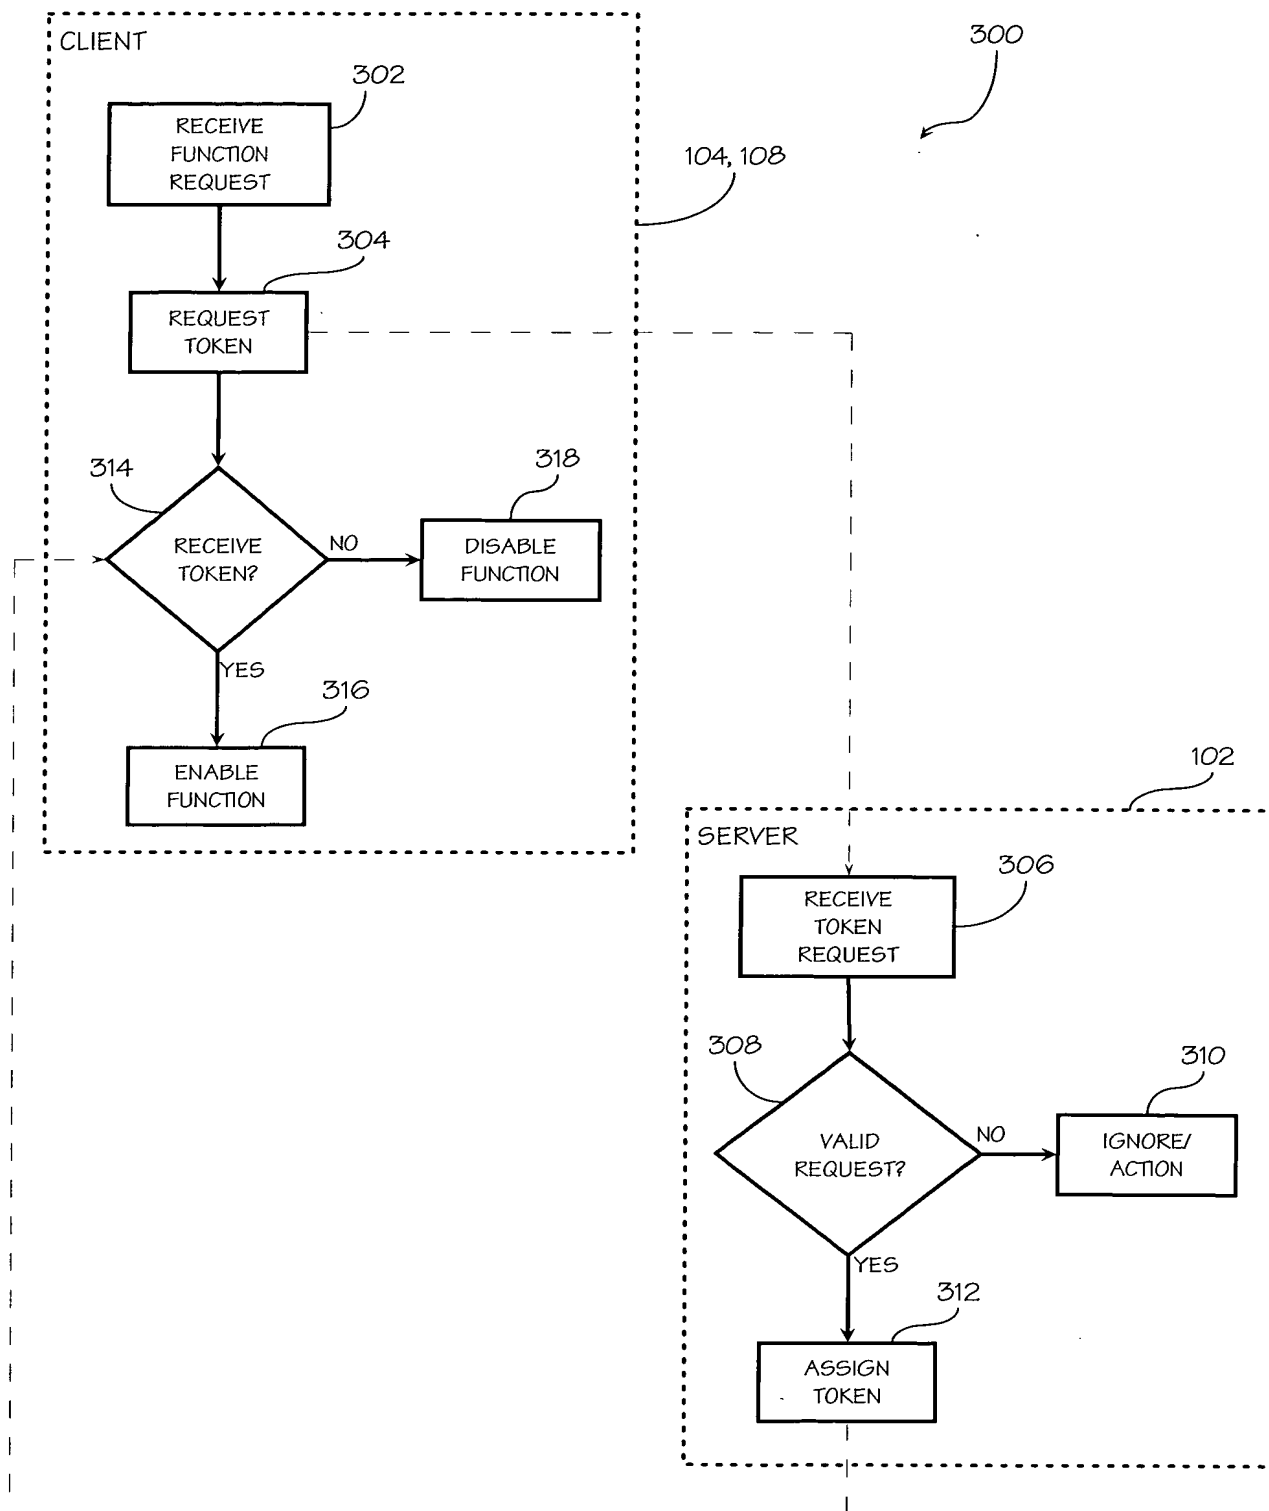 CLIENT
300
302
RECEIVE
FUNCTION
REQUEST
104, 108
304
REQUEST
TOKEN
314
RECEIVE
TOKEN?
NO
318
DISABLE
FUNCTION
YES
316
ENABLE
FUNCTION
102
SERVER
306
RECEIVE
TOKEN
REQUEST
308
VALID
REQUEST?
NO
310
IGNORE/
ACTION
YES
312
ASSIGN
TOKEN